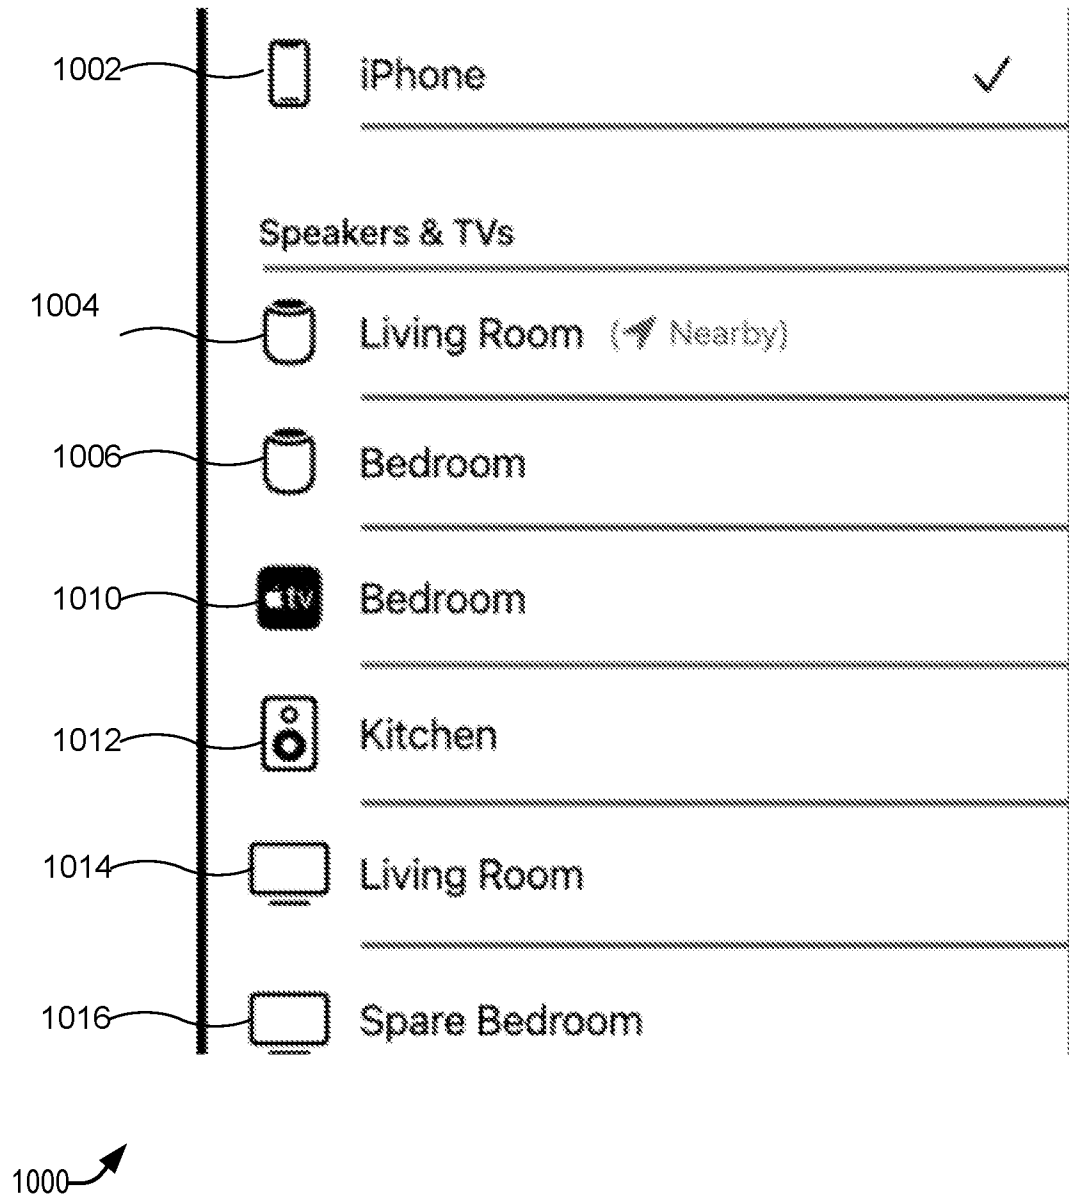 1002 iPhone
Speakers & TVs
1004 Living Room (Nearby)
1006 Bedroom
1010 tv Bedroom
1012 Kitchen
1014 Living Room
1016 Spare Bedroom
1000